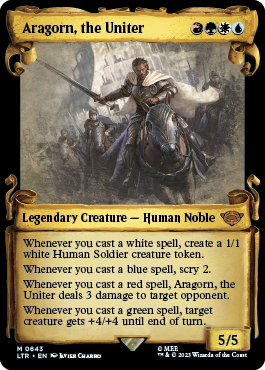 Aragorn, the Uniter
Legendary Creature — Human Noble
Whenever you cast a white spell, create a 1/1
white Human Soldier creature token.
Whenever you cast a blue spell, scry 2.
Whenever you cast a red spell, Aragorn, the
Uniter deals 3 damage to target opponent.
Whenever you cast a green spell, target
creature gets +4/+4 until end of turn.
5/5
M 0643
LTR • EN Javier Charro
© MEE
™ & © 2023 Wizards of the Coast